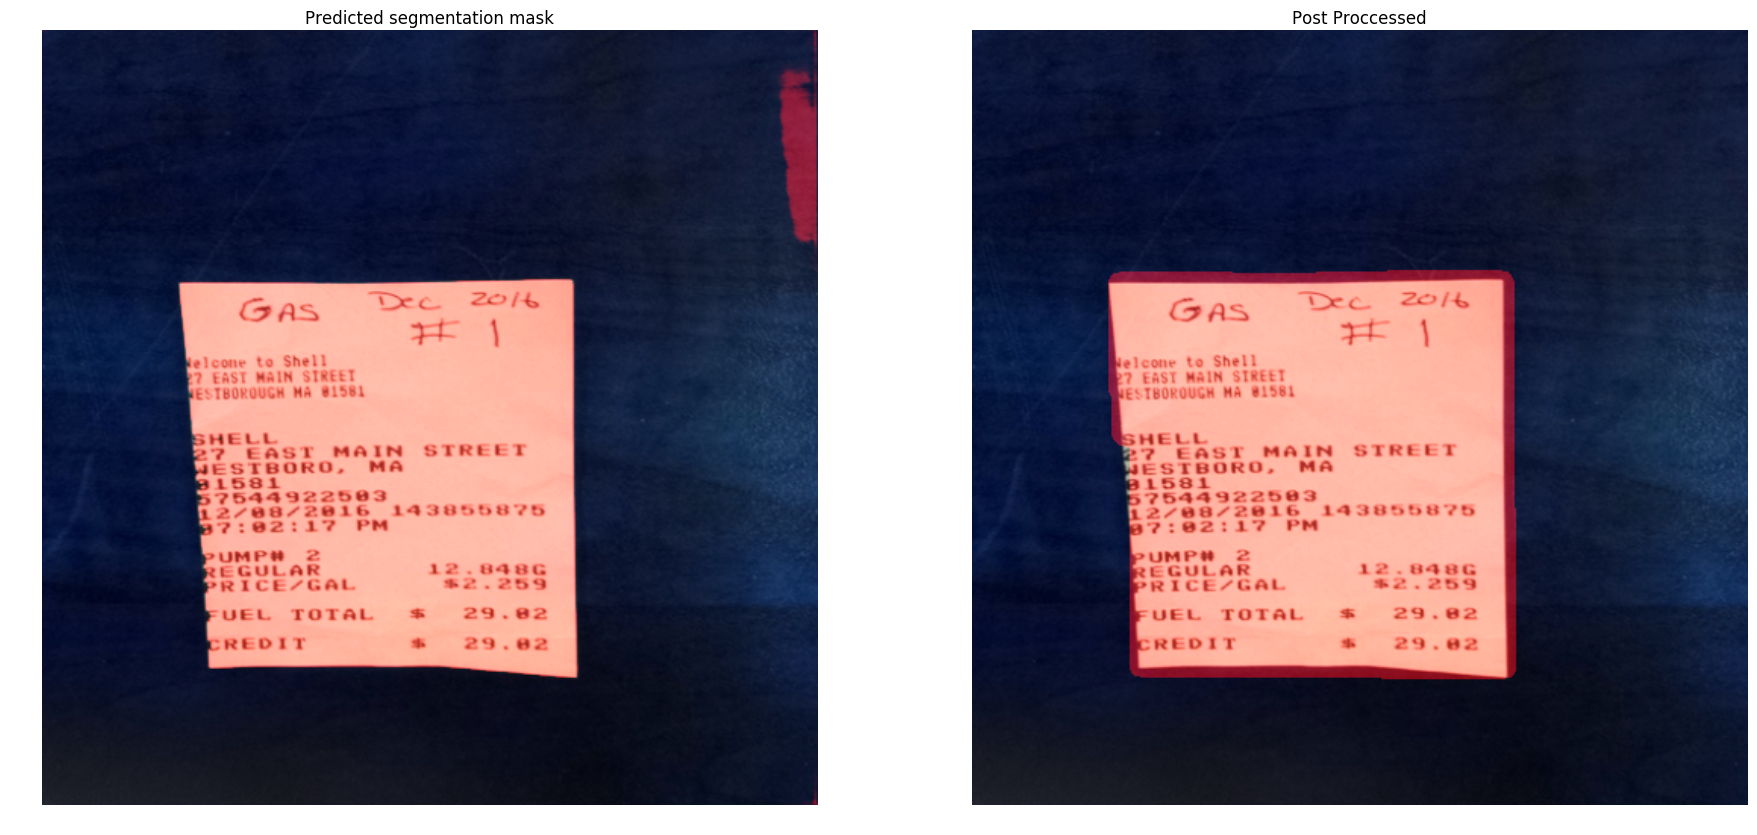 Predicted segmentation mask
GAS Dec 2016
# 1
Welcome to Shell
27 EAST MAIN STREET
WESTBOROUGH MA 01581
SHELL
27 EAST MAIN STREET
WESTBORO, MA
01581
57544922503
12/08/2016 143855875
07:02:17 PM
PUMP# 2
REGULAR 12.848G
PRICE/GAL $2.259
FUEL TOTAL $ 29.02
CREDIT $ 29.02
Post Proccessed
GAS Dec 2016
# 1
Welcome to Shell
27 EAST MAIN STREET
WESTBOROUGH MA 01581
SHELL
27 EAST MAIN STREET
WESTBORO, MA
01581
57544922503
12/08/2016 143855875
07:02:17 PM
PUMP# 2
REGULAR 12.848G
PRICE/GAL $2.259
FUEL TOTAL $ 29.02
CREDIT $ 29.02